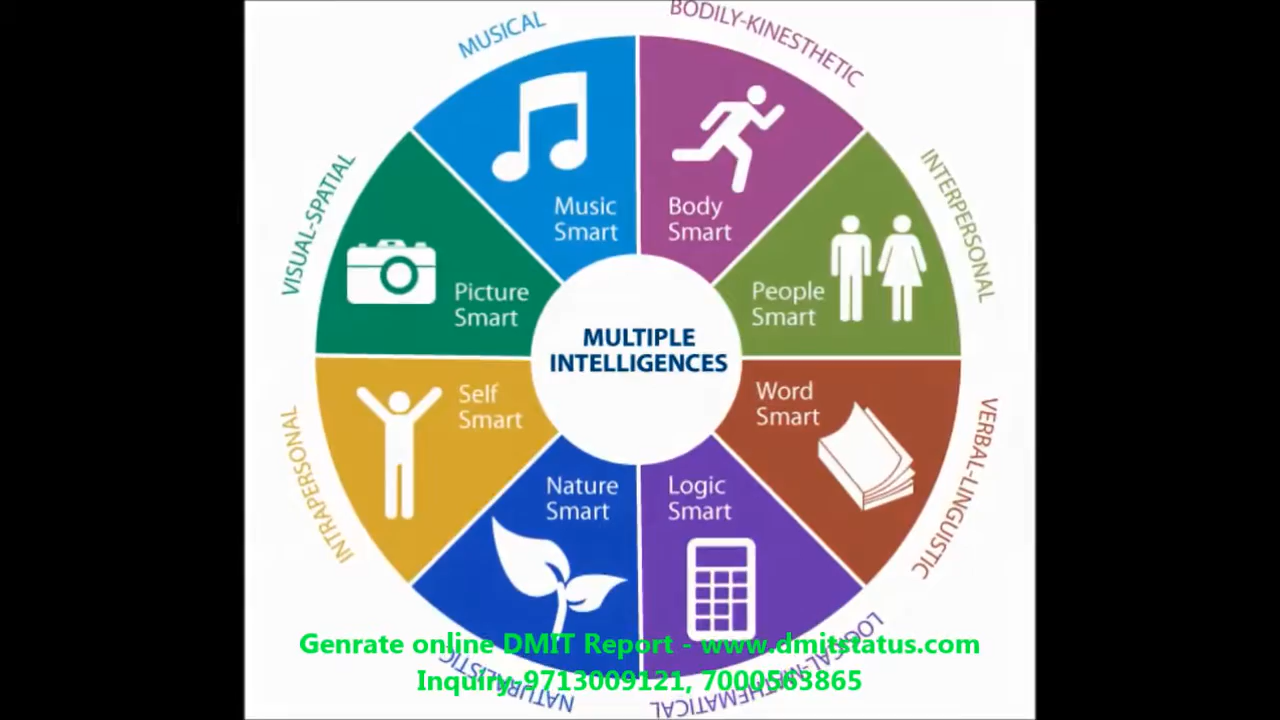 MUSICAL
BODILY-KINESTHETIC
VISUAL-SPATIAL
INTERPERSONAL
Music
Smart
Body
Smart
Picture
Smart
People
Smart
MULTIPLE
INTELLIGENCES
Self
Smart
Word
Smart
INTRAPERSONAL
VERBAL-LINGUISTIC
Nature
Smart
Logic
Smart
NATURALISTIC
LOGICAL-MATHEMATICAL
Genrate online DMIT Report - www.dmitstatus.com
Inquiry-9713009121, 7000563865